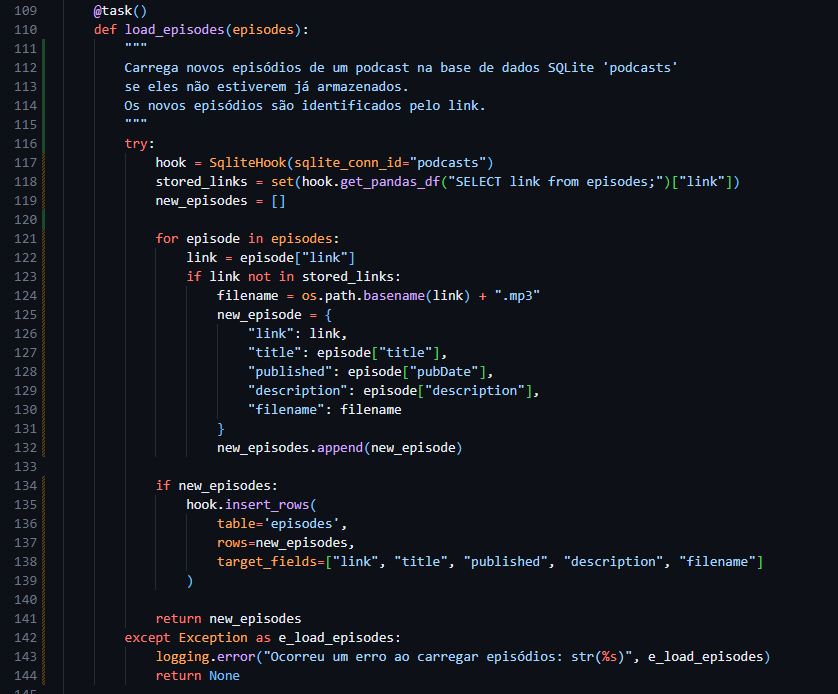 109 @task()
110 def load_episodes(episodes):
111     """
112     Carrega novos episódios de um podcast na base de dados SQLite 'podcasts'
113     se eles não estiverem já armazenados.
114     Os novos episódios são identificados pelo link.
115     """
116     try:
117         hook = SqliteHook(sqlite_conn_id="podcasts")
118         stored_links = set(hook.get_pandas_df("SELECT link from episodes;")["link"])
119         new_episodes = []
120
121         for episode in episodes:
122             link = episode["link"]
123             if link not in stored_links:
124                 filename = os.path.basename(link) + ".mp3"
125                 new_episode = {
126                     "link": link,
127                     "title": episode["title"],
128                     "published": episode["pubDate"],
129                     "description": episode["description"],
130                     "filename": filename
131                 }
132                 new_episodes.append(new_episode)
133
134         if new_episodes:
135             hook.insert_rows(
136                 table='episodes',
137                 rows=new_episodes,
138                 target_fields=["link", "title", "published", "description", "filename"]
139             )
140
141         return new_episodes
142     except Exception as e_load_episodes:
143         logging.error("Ocorreu um erro ao carregar episódios: str(%s)", e_load_episodes)
144         return None